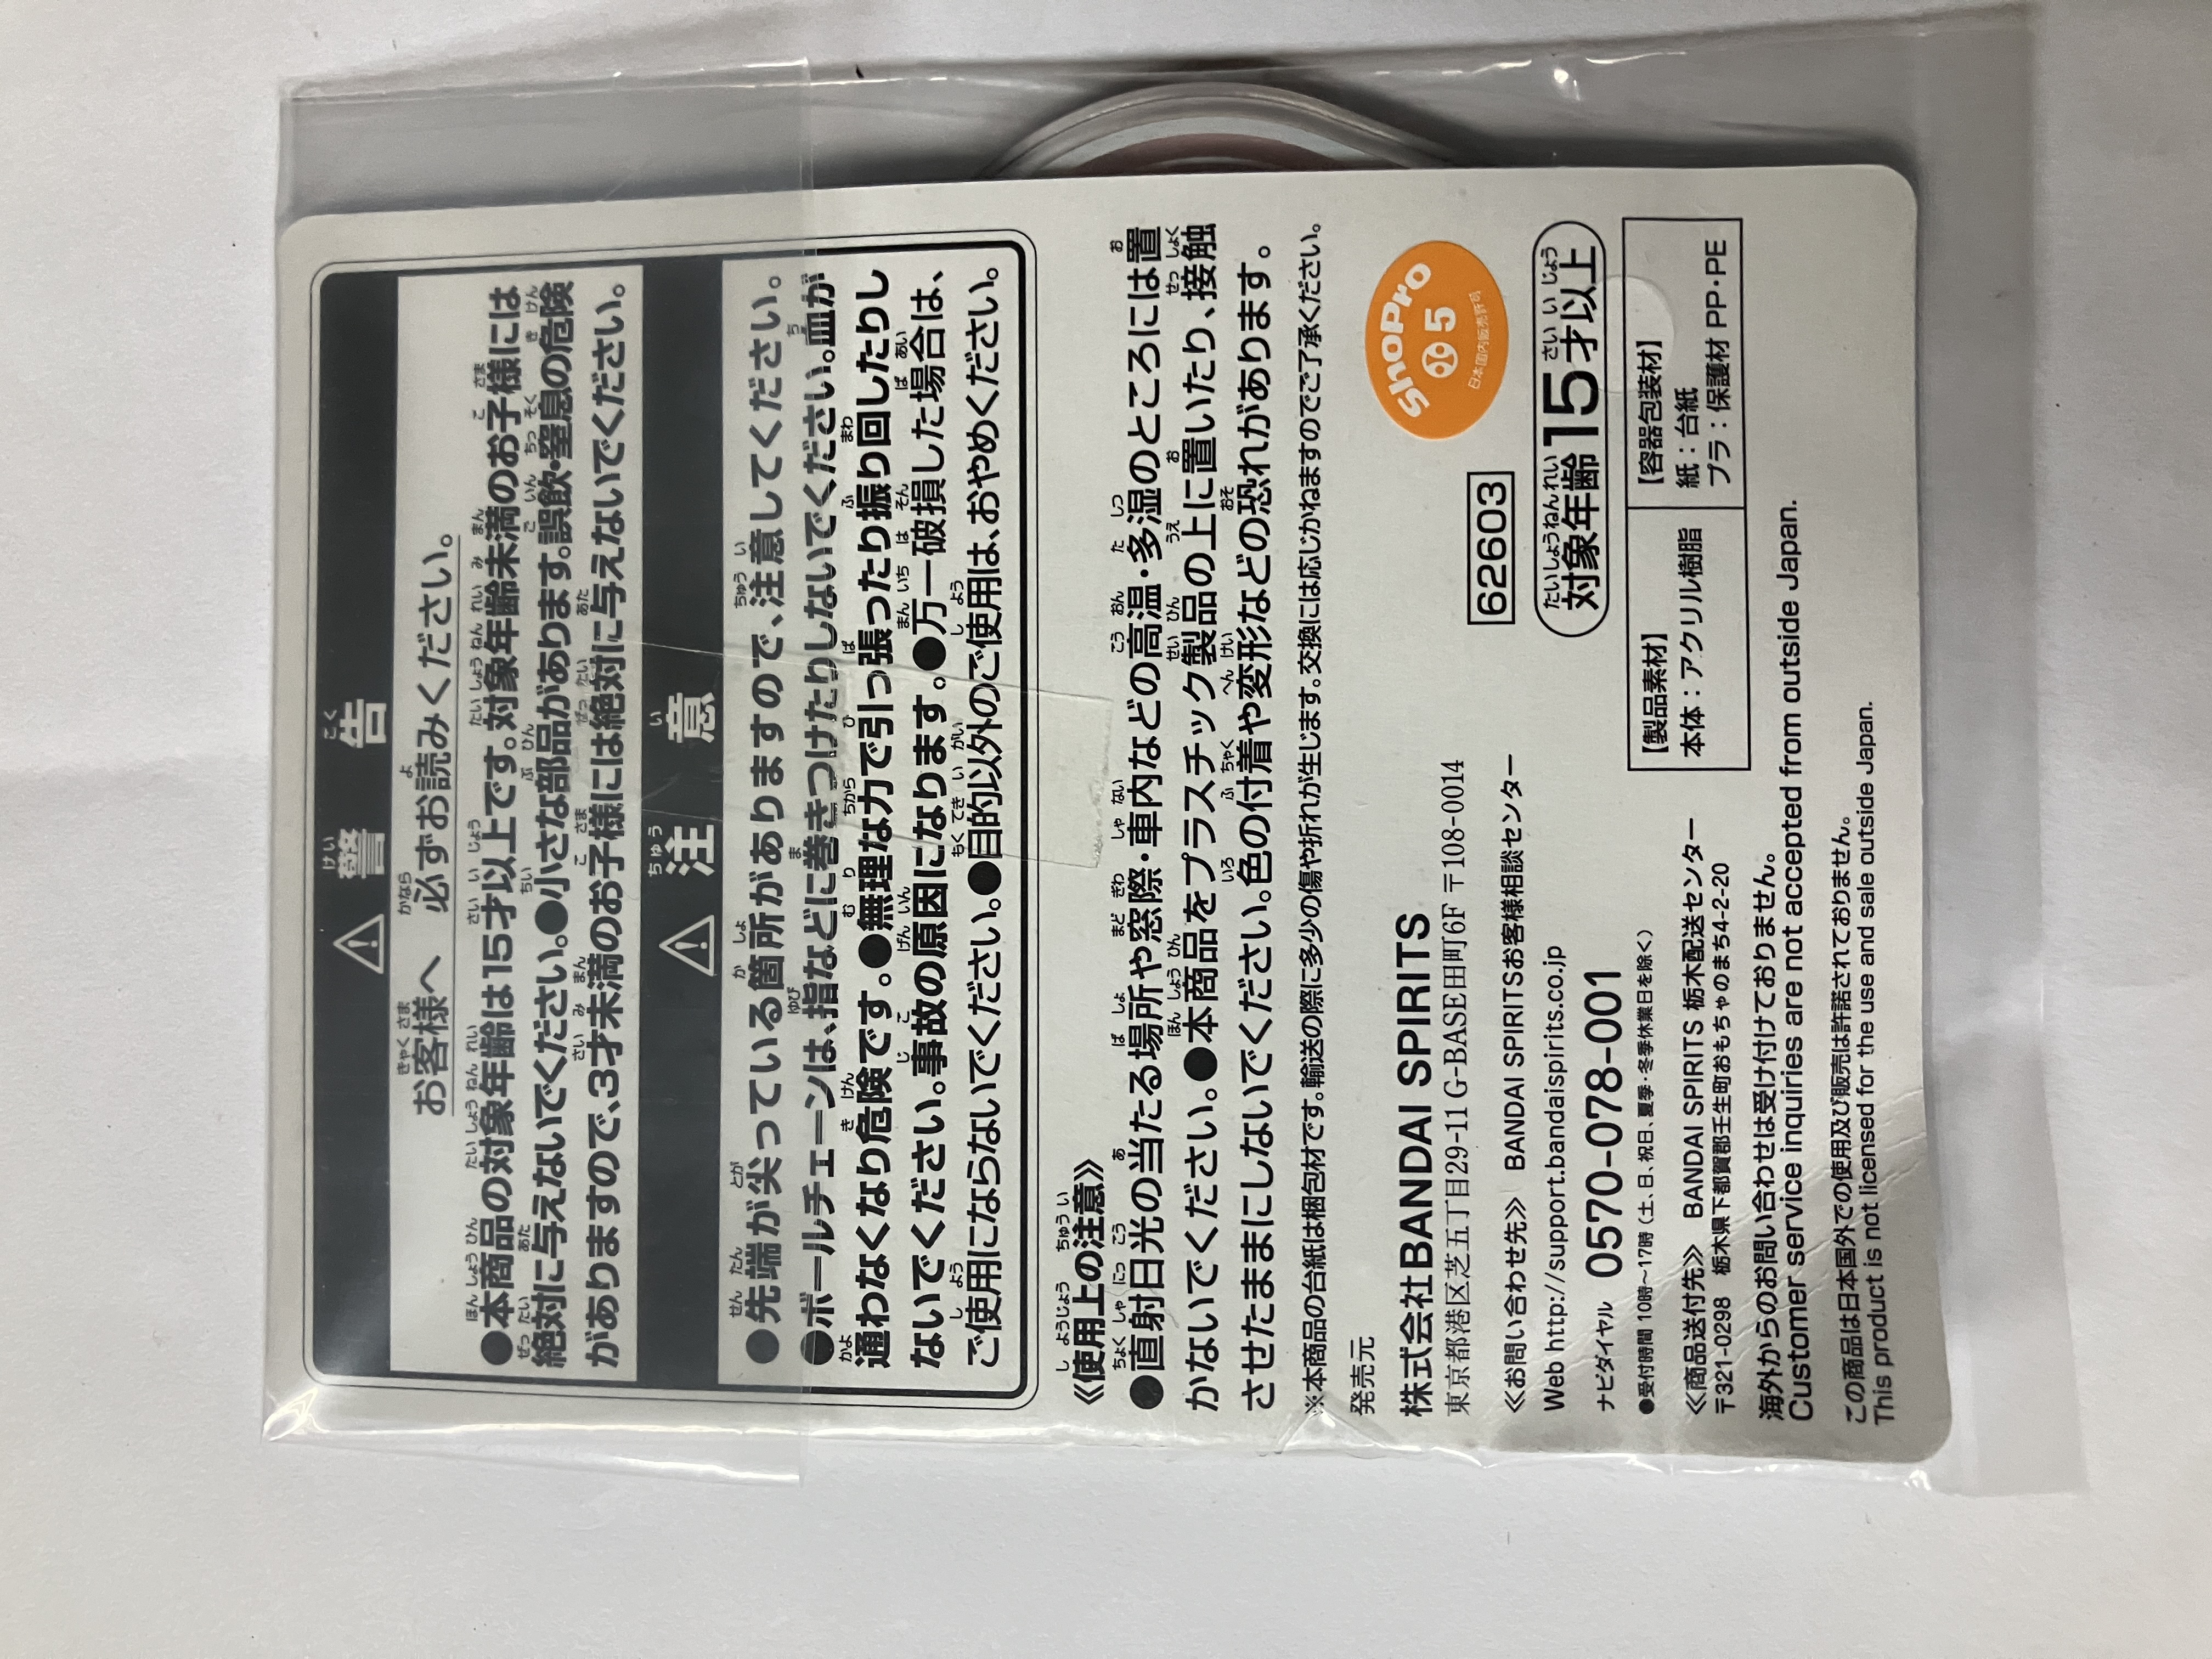 警告
お客様へ 必ずお読みください。
●本商品の対象年齢は15才以上です。対象年齢未満のお子様には
絶対に与えないでください。●小さな部品があります。誤飲・窒息の危険
がありますので、3才未満のお子様には絶対に与えないでください。
注意
●先端が尖っている箇所がありますので、注意してください。
●ボールチェーンは、指などに巻きつけたりしないでください。血が
通わなくなり危険です。●無理な力で引っ張ったり振り回したりし
ないでください。事故の原因になります。●万一破損した場合は、
ご使用にならないでください。●目的以外のご使用は、おやめください。
《使用上の注意》
●直射日光の当たる場所や窓際・車内などの高温・多湿のところには置
かないでください。●本商品をプラスチック製品の上に置いたり、接触
させたままにしないでください。色の付着や変形などの恐れがあります。
※本商品の台紙は梱包材です。輸送の際に多少の傷や折れが生じます。交換には応じかねますのでご了承ください。
発売元
株式会社BANDAI SPIRITS
東京都港区芝五丁目29-11 G-BASE田町6F 〒108-0014
《お問い合わせ先》 BANDAI SPIRITSお客様相談センター
Web http://support.bandaispirits.co.jp
ナビダイヤル 0570-078-001
●受付時間 10時〜17時(土、日、祝日、夏季・冬季休業日を除く)
《商品送付先》 BANDAI SPIRITS 栃木配送センター
〒321-0298 栃木県下都賀郡壬生町おもちゃのまち4-2-20
海外からのお問い合わせは受け付けておりません。
Customer service inquiries are not accepted from outside Japan.
この商品は日本国外での使用及び販売は許諾されておりません。
This product is not licensed for the use and sale outside Japan.
ShoPro
5
日本国内販売許可
62603
対象年齢15才以上
【製品素材】
本体：アクリル樹脂
【容器包装材】
紙：台紙
プラ：保護材 PP・PE